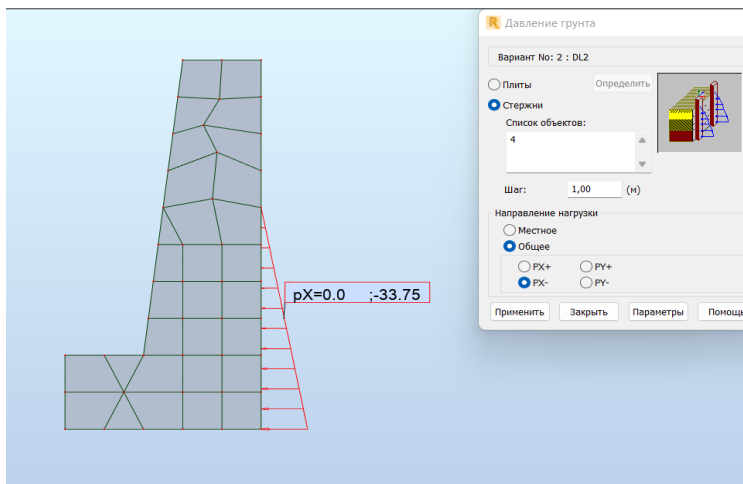 R Давление грунта
Вариант No: 2 : DL2
Плиты
Определить
Стержни
Список объектов:
4
Шаг:
1,00
(м)
Направление нагрузки
Местное
Общее
PX+
PY+
PX-
PY-
Применить
Закрыть
Параметры
Помощь
pX=0.0 ;-33.75